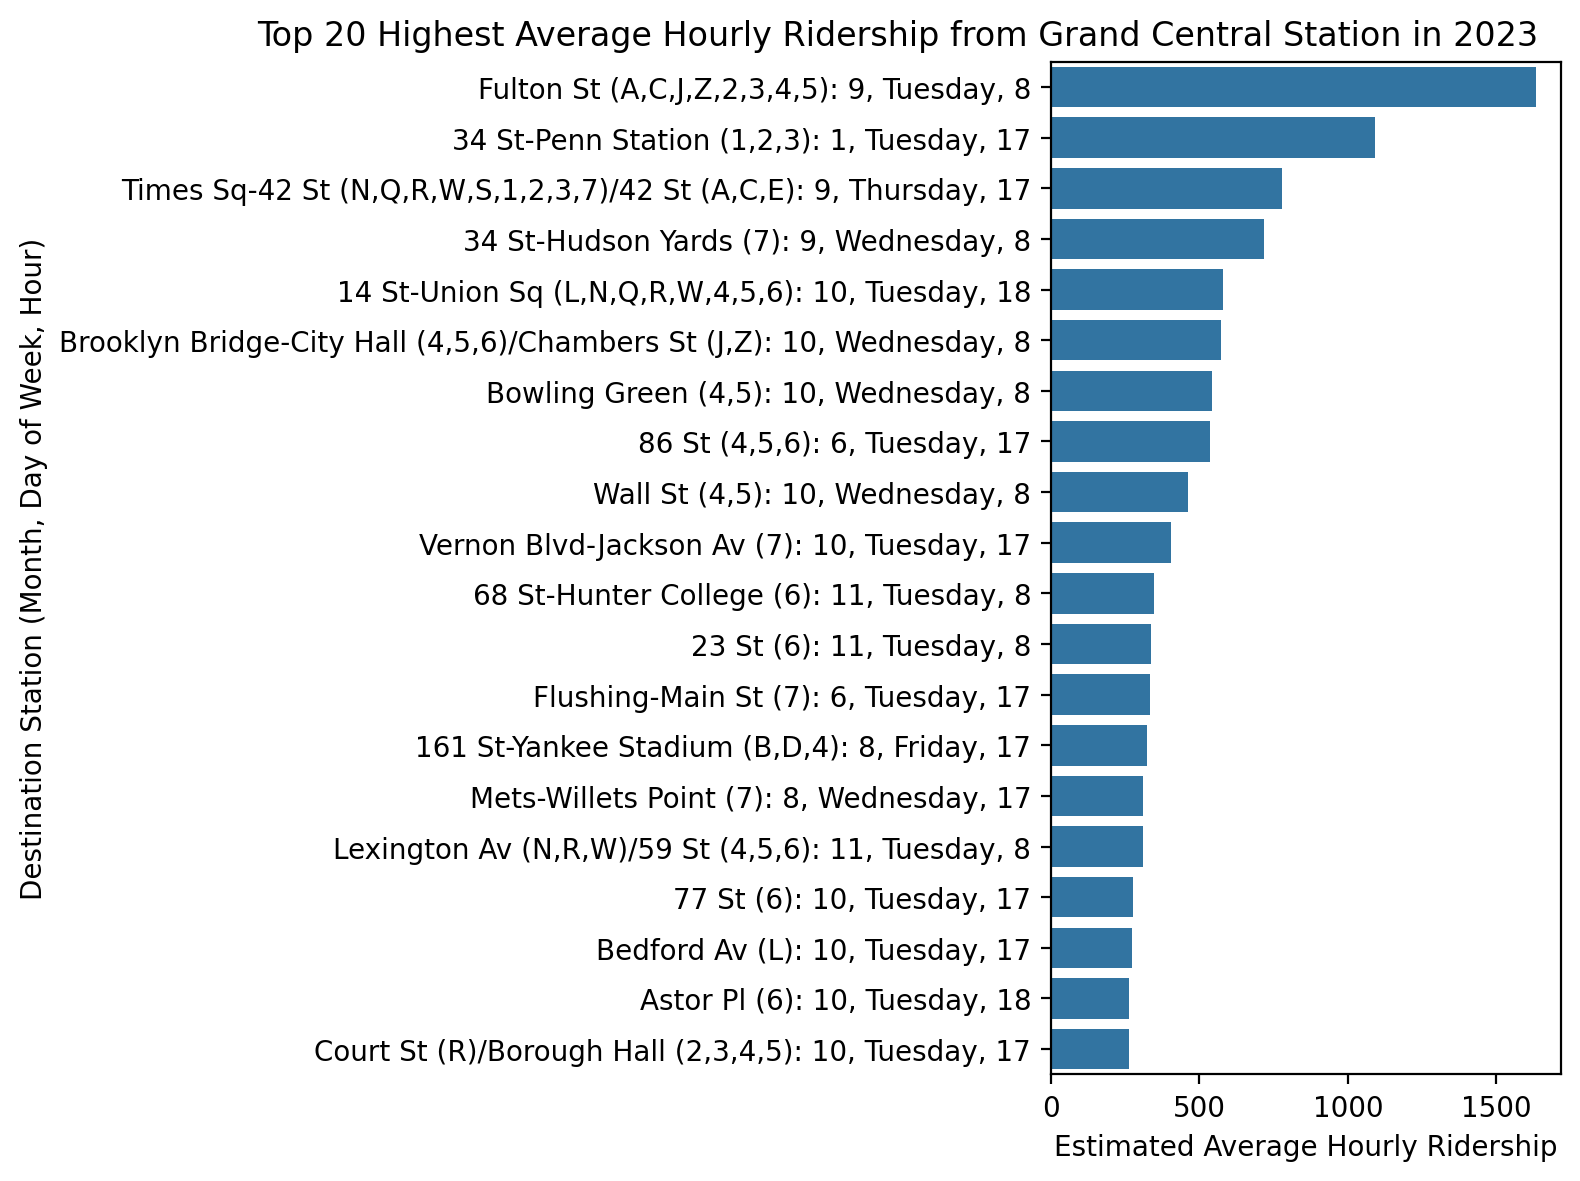 Top 20 Highest Average Hourly Ridership from Grand Central Station in 2023
Destination Station (Month, Day of Week, Hour)
Fulton St (A,C,J,Z,2,3,4,5): 9, Tuesday, 8
34 St-Penn Station (1,2,3): 1, Tuesday, 17
Times Sq-42 St (N,Q,R,W,S,1,2,3,7)/42 St (A,C,E): 9, Thursday, 17
34 St-Hudson Yards (7): 9, Wednesday, 8
14 St-Union Sq (L,N,Q,R,W,4,5,6): 10, Tuesday, 18
Brooklyn Bridge-City Hall (4,5,6)/Chambers St (J,Z): 10, Wednesday, 8
Bowling Green (4,5): 10, Wednesday, 8
86 St (4,5,6): 6, Tuesday, 17
Wall St (4,5): 10, Wednesday, 8
Vernon Blvd-Jackson Av (7): 10, Tuesday, 17
68 St-Hunter College (6): 11, Tuesday, 8
23 St (6): 11, Tuesday, 8
Flushing-Main St (7): 6, Tuesday, 17
161 St-Yankee Stadium (B,D,4): 8, Friday, 17
Mets-Willets Point (7): 8, Wednesday, 17
Lexington Av (N,R,W)/59 St (4,5,6): 11, Tuesday, 8
77 St (6): 10, Tuesday, 17
Bedford Av (L): 10, Tuesday, 17
Astor Pl (6): 10, Tuesday, 18
Court St (R)/Borough Hall (2,3,4,5): 10, Tuesday, 17
0 500 1000 1500
Estimated Average Hourly Ridership